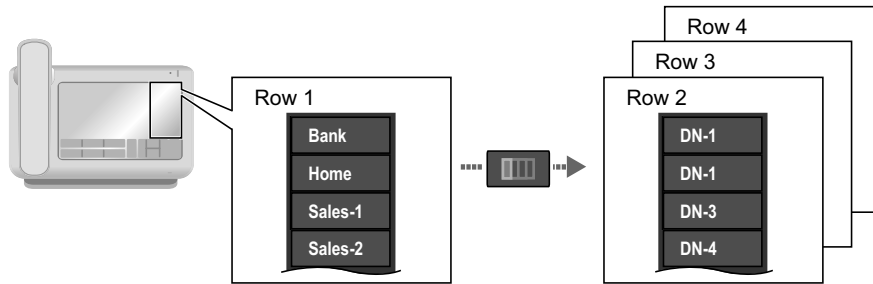 Row 1
Bank
Home
Sales-1
Sales-2
Row 4
Row 3
Row 2
DN-1
DN-1
DN-3
DN-4